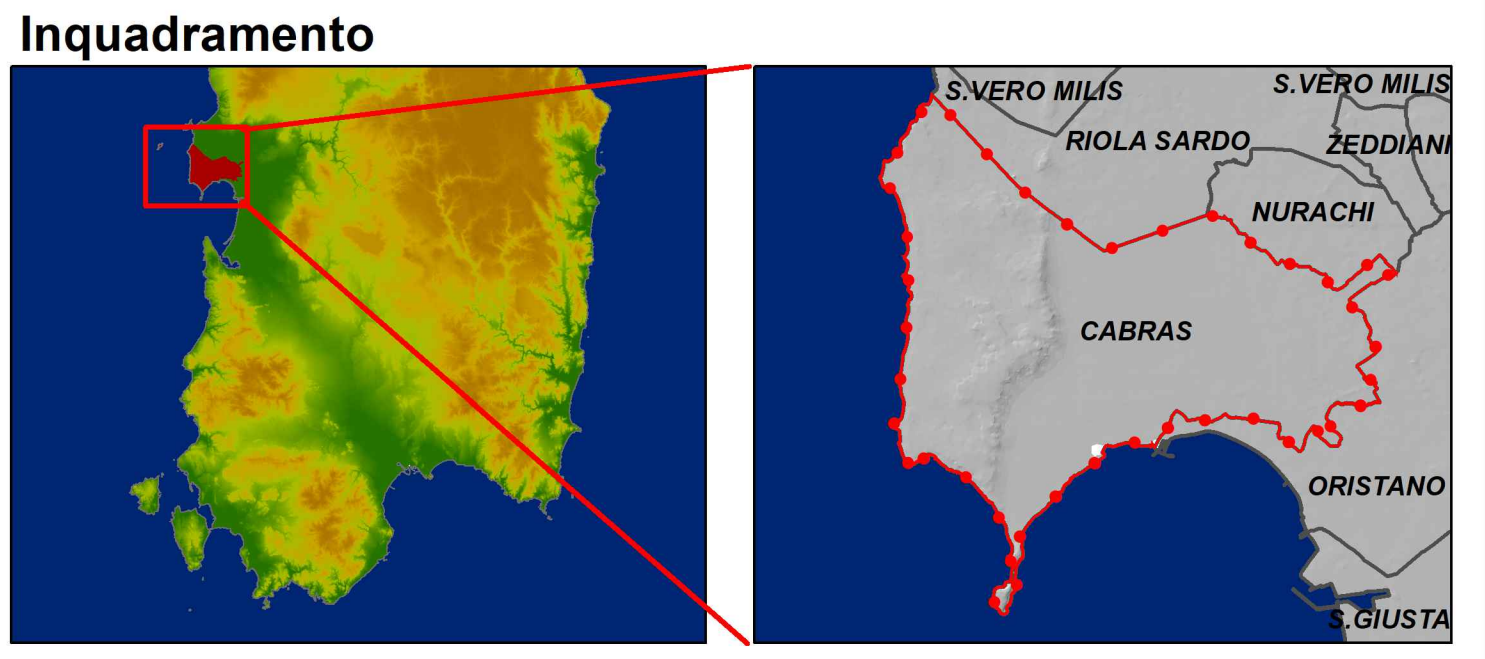 Inquadramento
S.VERO MILIS
S.VERO MILIS
RIOLA SARDO
ZEDDIANI
NURACHI
CABRAS
ORISTANO
S.GIUSTA